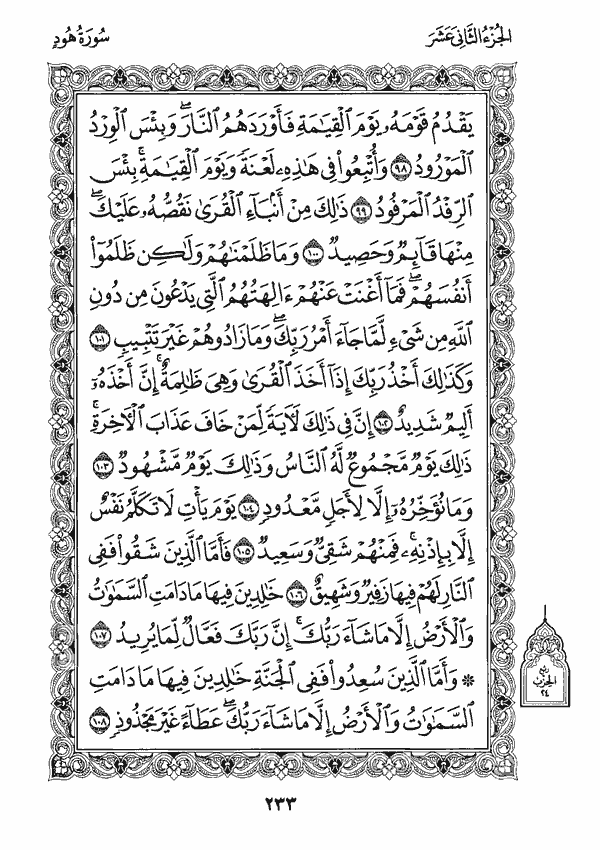 الجزء الثاني عشر
سورة هود
يَقْدُمُ قَوْمَهُۥ يَوْمَ ٱلْقِيَٰمَةِ فَأَوْرَدَهُمُ ٱلنَّارَۖ وَبِئْسَ ٱلْوِرْدُ
ٱلْمَوْرُودُ ٩٨ وَأُتْبِعُوا۟ فِى هَٰذِهِۦ لَعْنَةً وَيَوْمَ ٱلْقِيَٰمَةِۚ بِئْسَ
ٱلرِّفْدُ ٱلْمَرْفُودُ ٩٩ ذَٰلِكَ مِنْ أَنۢبَآءِ ٱلْقُرَىٰ نَقُصُّهُۥ عَلَيْكَۖ
مِنْهَا قَآئِمٌ وَحَصِيدٌ ١٠٠ وَمَا ظَلَمْنَٰهُمْ وَلَٰكِن ظَلَمُوٓا۟
أَنفُسَهُمْۖ فَمَآ أَغْنَتْ عَنْهُمْ ءَالِهَتُهُمُ ٱلَّتِى يَدْعُونَ مِن دُونِ
ٱللَّهِ مِن شَىْءٍ لَّمَّا جَآءَ أَمْرُ رَبِّكَۖ وَمَا زَادُوهُمْ غَيْرَ تَتْبِيبٍ ١٠١
وَكَذَٰلِكَ أَخْذُ رَبِّكَ إِذَآ أَخَذَ ٱلْقُرَىٰ وَهِىَ ظَٰلِمَةٌۚ إِنَّ أَخْذَهُۥٓ
أَلِيمٌ شَدِيدٌ ١٠٢ إِنَّ فِى ذَٰلِكَ لَءَايَةً لِّمَنْ خَافَ عَذَابَ ٱلْءَاخِرَةِۚ
ذَٰلِكَ يَوْمٌ مَّجْمُوعٌ لَّهُ ٱلنَّاسُ وَذَٰلِكَ يَوْمٌ مَّشْهُودٌ ١٠٣
وَمَا نُؤَخِّرُهُۥٓ إِلَّا لِأَجَلٍ مَّعْدُودٍ ١٠٤ يَوْمَ يَأْتِ لَا تَكَلَّمُ نَفْسٌ
إِلَّا بِإِذْنِهِۦۚ فَمِنْهُمْ شَقِىٌّ وَسَعِيدٌ ١٠٥ فَأَمَّا ٱلَّذِينَ شَقُوا۟ فَفِى
ٱلنَّارِ لَهُمْ فِيهَا زَفِيرٌ وَشَهِيقٌ ١٠٦ خَٰلِدِينَ فِيهَا مَا دَامَتِ ٱلسَّمَٰوَٰتُ
وَٱلْأَرْضُ إِلَّا مَا شَآءَ رَبُّكَۚ إِنَّ رَبَّكَ فَعَّالٌ لِّمَا يُرِيدُ ١٠٧
۞ وَأَمَّا ٱلَّذِينَ سُعِدُوا۟ فَفِى ٱلْجَنَّةِ خَٰلِدِينَ فِيهَا مَا دَامَتِ
ٱلسَّمَٰوَٰتُ وَٱلْأَرْضُ إِلَّا مَا شَآءَ رَبُّكَۖ عَطَآءً غَيْرَ مَجْذُوذٍ ١٠٨
ربع
الحزب
٢٤
٢٣٣